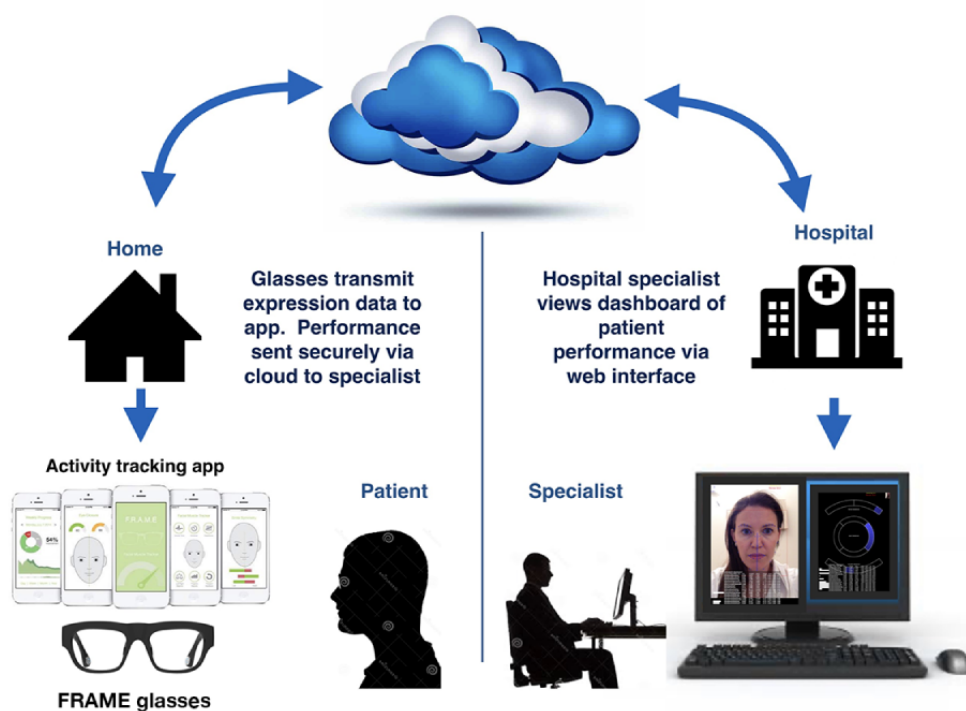 Home
Glasses transmit
expression data to
app. Performance
sent securely via
cloud to specialist
Hospital
Hospital specialist
views dashboard of
patient
performance via
web interface
Activity tracking app
FRAME
54%
FRAME glasses
Patient
Specialist